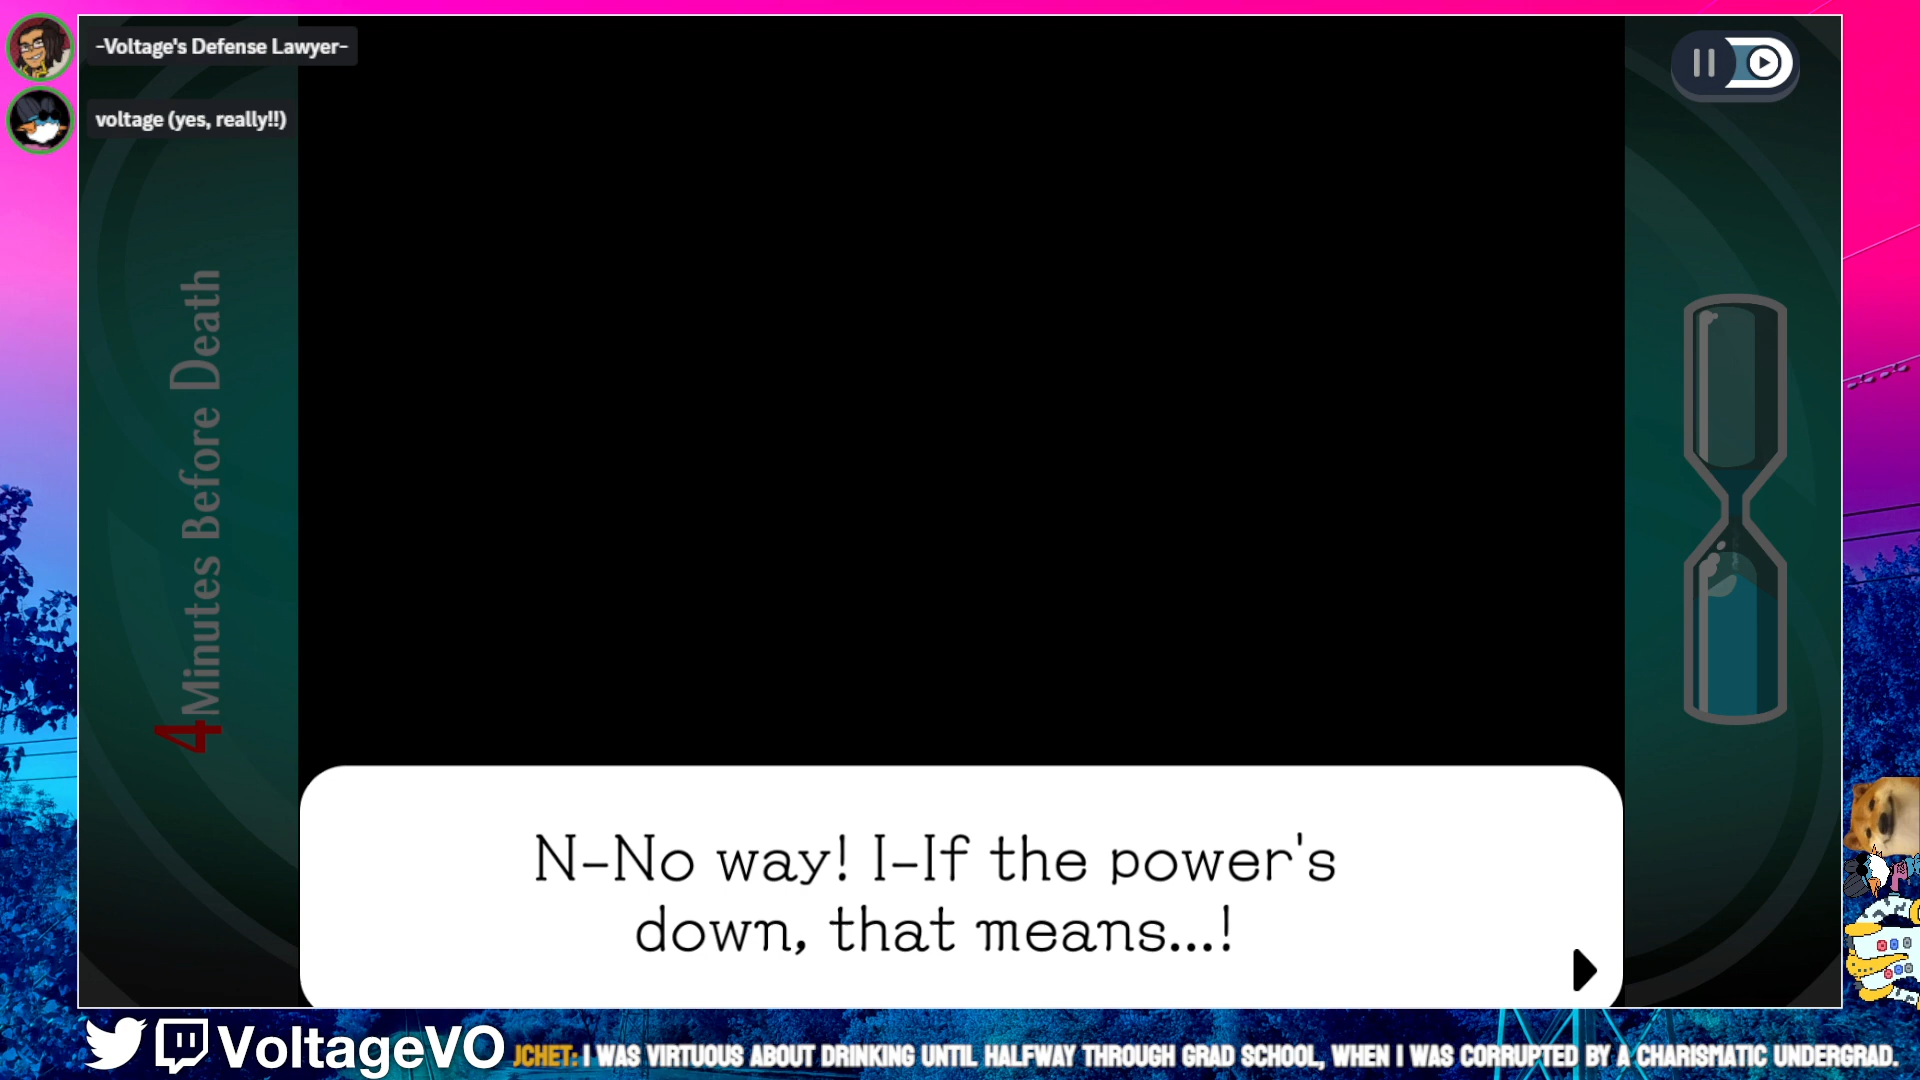 -Voltage's Defense Lawyer-
voltage (yes, really!!)
4 Minutes Before Death
N-No way! I-If the power's
down, that means...!
VoltageVO
JCHET: I WAS VIRTUOUS ABOUT DRINKING UNTIL HALFWAY THROUGH GRAD SCHOOL, WHEN I WAS CORRUPTED BY A CHARISMATIC UNDERGRAD.